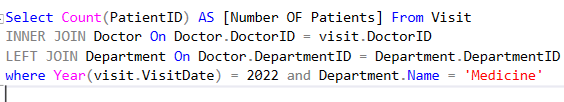 Select Count(PatientID) AS [Number OF Patients] From Visit
INNER JOIN Doctor On Doctor.DoctorID = visit.DoctorID
LEFT JOIN Department On Doctor.DepartmentID = Department.DepartmentID
where Year(visit.VisitDate) = 2022 and Department.Name = 'Medicine'